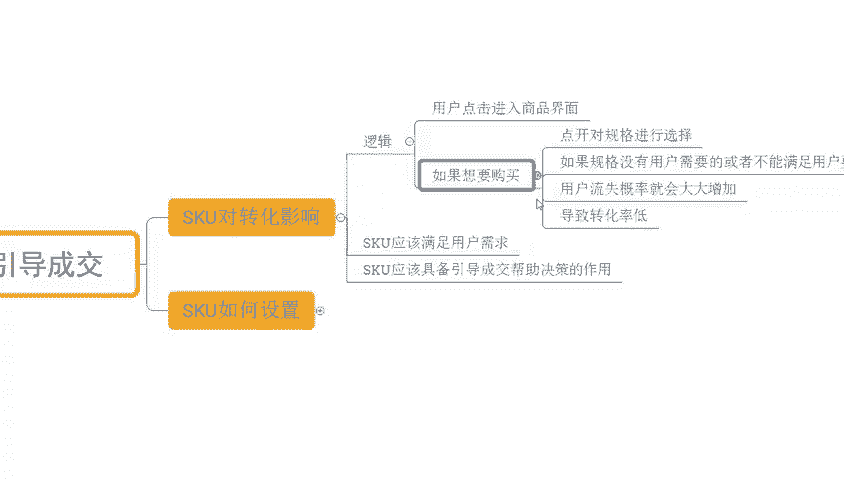 引导成交
SKU对转化影响
逻辑
用户点击进入商品界面
如果想要购买
点开对规格进行选择
如果规格没有用户需要的或者不能满足用户
用户流失概率就会大大增加
导致转化率低
SKU应该满足用户需求
SKU应该具备引导成交帮助决策的作用
SKU如何设置